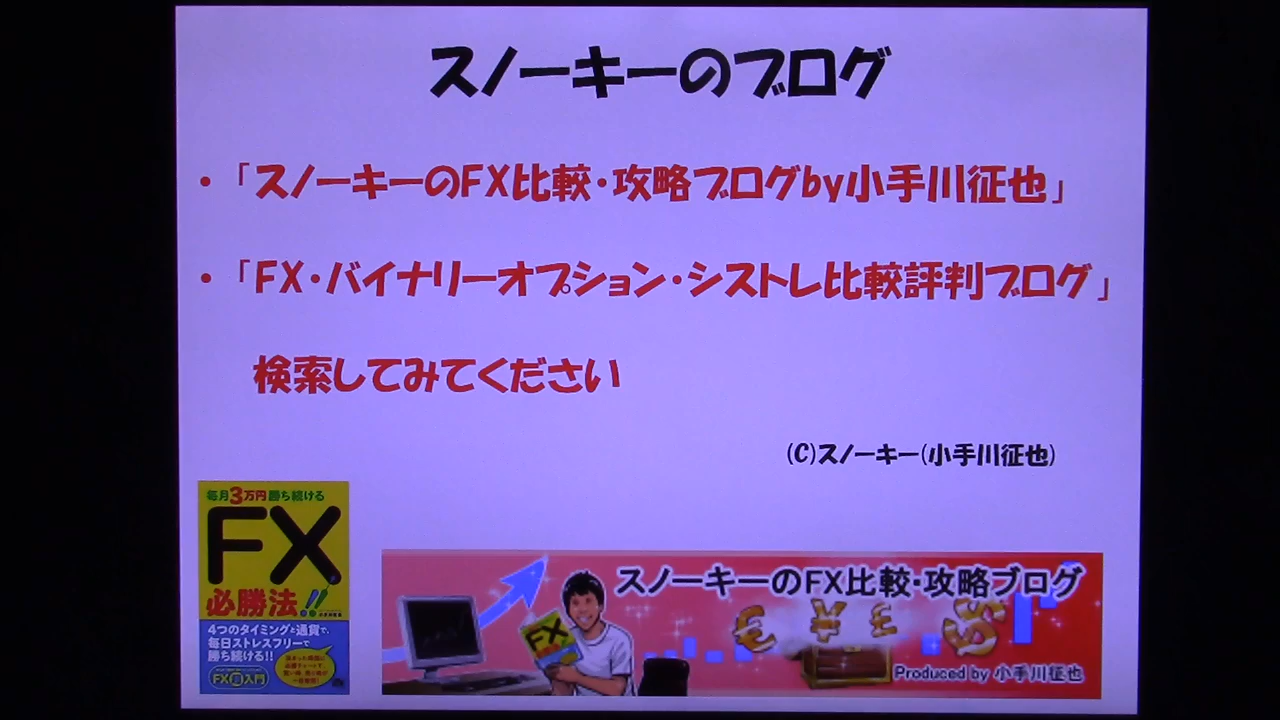 スノーキーのブログ
・「スノーキーのFX比較・攻略ブログby小手川征也」
・「FX・バイナリーオプション・シストレ比較評判ブログ」
検索してみてください
(C)スノーキー(小手川征也)
毎月3万円勝ち続ける
FX
必勝法!!
4つのタイミングと通貨で、
毎日ストレスフリーで
勝ち続ける!!
FX超入門
スノーキーのFX比較・攻略ブログ
FX
Produced by 小手川征也